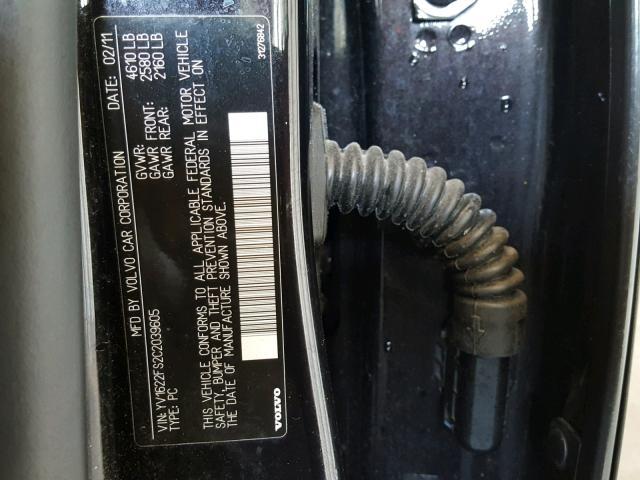 MFD BY VOLVO CAR CORPORATION DATE: 02/11
GVWR: 4610 LB
GAWR FRONT: 2580 LB
GAWR REAR: 2160 LB
VIN: YV1622FS2C2039605
TYPE: PC
THIS VEHICLE CONFORMS TO ALL APPLICABLE FEDERAL MOTOR VEHICLE
SAFETY, BUMPER AND THEFT PREVENTION STANDARDS IN EFFECT ON
THE DATE OF MANUFACTURE SHOWN ABOVE.
31276842
VOLVO